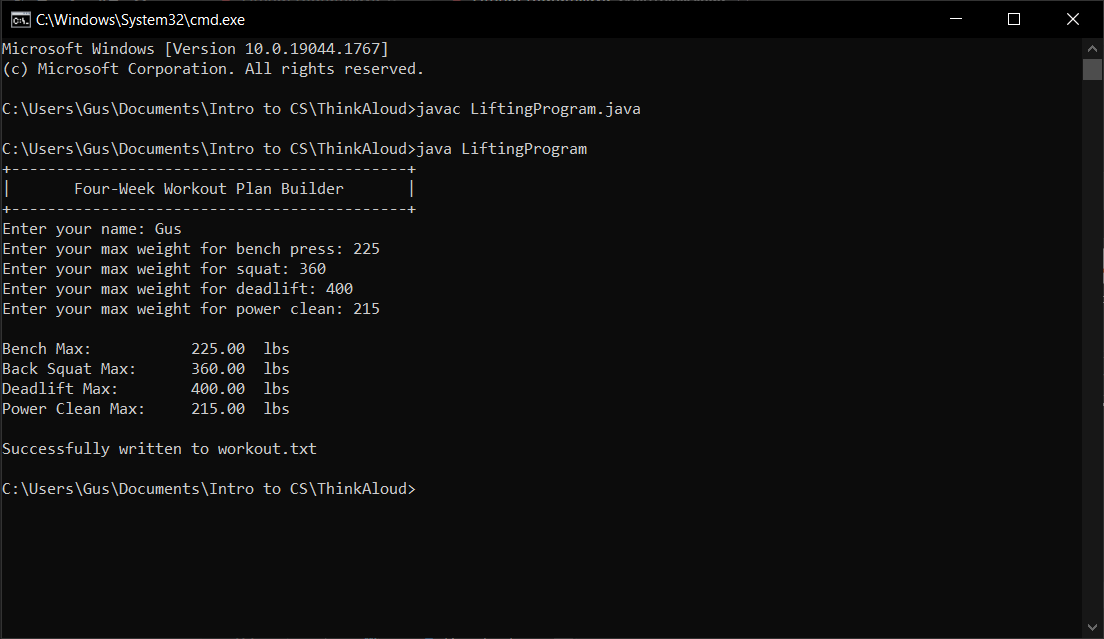 C:\Windows\System32\cmd.exe
Microsoft Windows [Version 10.0.19044.1767]
(c) Microsoft Corporation. All rights reserved.
C:\Users\Gus\Documents\Intro to CS\ThinkAloud>javac LiftingProgram.java
C:\Users\Gus\Documents\Intro to CS\ThinkAloud>java LiftingProgram
+--------------------------------------------+
|       Four-Week Workout Plan Builder       |
+--------------------------------------------+
Enter your name: Gus
Enter your max weight for bench press: 225
Enter your max weight for squat: 360
Enter your max weight for deadlift: 400
Enter your max weight for power clean: 215
Bench Max:           225.00  lbs
Back Squat Max:      360.00  lbs
Deadlift Max:        400.00  lbs
Power Clean Max:     215.00  lbs
Successfully written to workout.txt
C:\Users\Gus\Documents\Intro to CS\ThinkAloud>